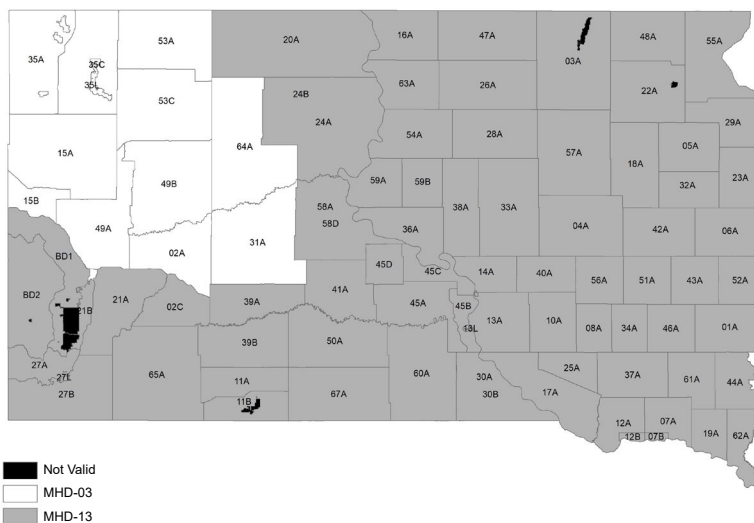 35A
35C
35L
53A
20A
16A
47A
03A
48A
55A
53C
24B
24A
63A
26A
22A
15A
64A
54A
28A
57A
18A
05A
29A
49B
59A
59B
38A
33A
32A
23A
15B
49A
02A
31A
58A
58D
36A
04A
42A
06A
BD1
BD2
21B
21A
02C
39A
41A
45D
45C
45A
45B
13L
14A
13A
40A
10A
56A
08A
51A
34A
43A
46A
52A
01A
27A
27L
27B
65A
39B
11A
11B
50A
67A
60A
30A
30B
17A
25A
37A
61A
44A
12A
12B
07A
07B
19A
62A
Not Valid
MHD-03
MHD-13